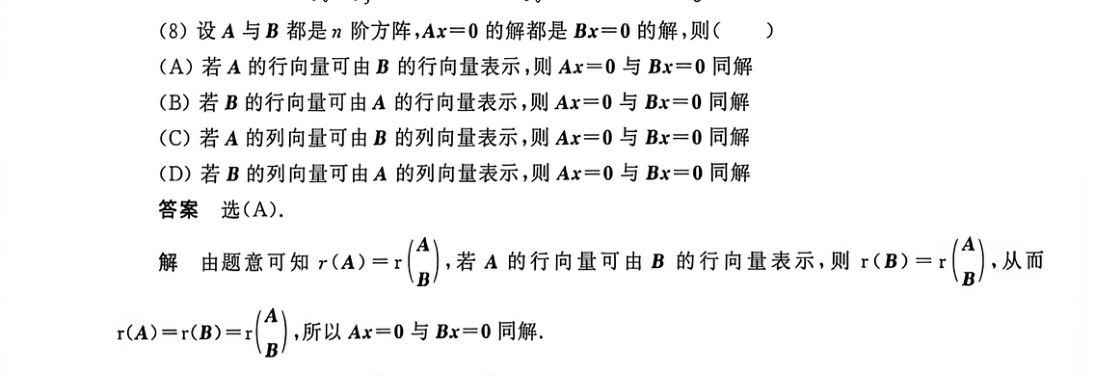 (8) 设 A 与 B 都是 n 阶方阵,Ax=0 的解都是 Bx=0 的解,则(  )
(A) 若 A 的行向量可由 B 的行向量表示,则 Ax=0 与 Bx=0 同解
(B) 若 B 的行向量可由 A 的行向量表示,则 Ax=0 与 Bx=0 同解
(C) 若 A 的列向量可由 B 的列向量表示,则 Ax=0 与 Bx=0 同解
(D) 若 B 的列向量可由 A 的列向量表示,则 Ax=0 与 Bx=0 同解
答案 选(A).
解 由题意可知 r(A)=r(A B),若 A 的行向量可由 B 的行向量表示,则 r(B)=r(A B),从而
r(A)=r(B)=r(A B),所以 Ax=0 与 Bx=0 同解.